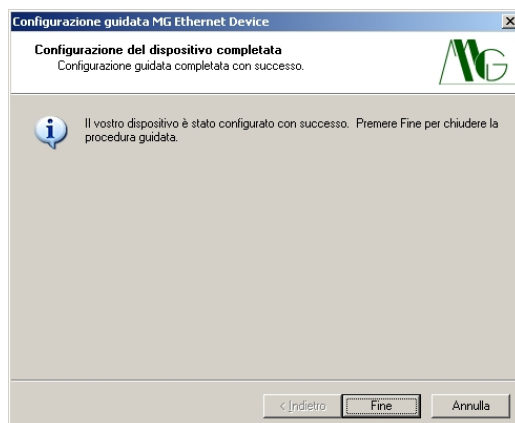 Configurazione guidata MG Ethernet Device
Configurazione del dispositivo completata
Configurazione guidata completata con successo.
MG
Il vostro dispositivo è stato configurato con successo. Premere Fine per chiudere la
procedura guidata.
< Indietro
Fine
Annulla